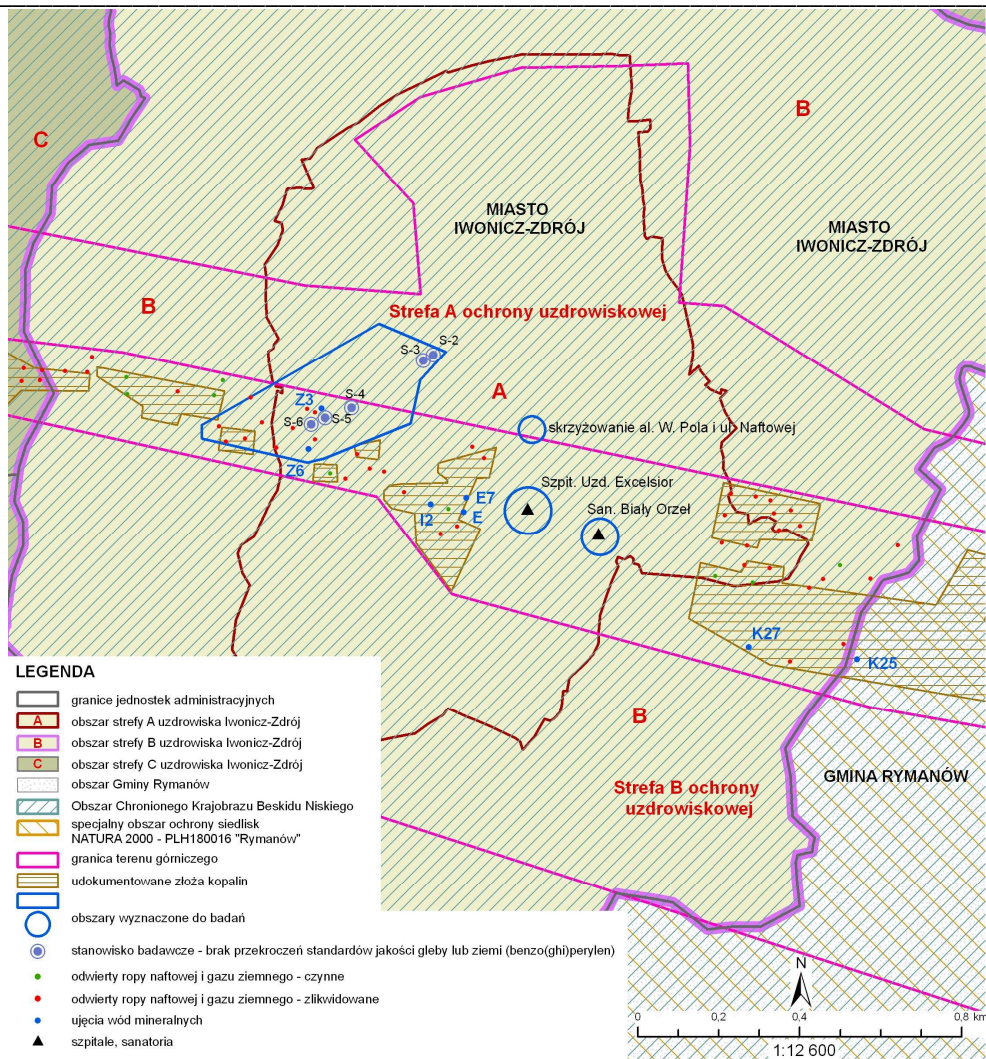 B
C
MIASTO
IWONICZ-ZDRÓJ
MIASTO
IWONICZ-ZDRÓJ
B
Strefa A ochrony uzdrowiskowej
S-2
S-3
A
Z3
S-4
S-5
S-6
skrzyżowanie al. W. Pola i ul. Naftowej
Z6
Szpit. Uzd. Excelsior
E7
I2
E
San. Biały Orzeł
K27
K25
B
GMINA RYMANÓW
Strefa B ochrony
uzdrowiskowej
LEGENDA
granice jednostek administracyjnych
A obszar strefy A uzdrowiska Iwonicz-Zdrój
B obszar strefy B uzdrowiska Iwonicz-Zdrój
C obszar strefy C uzdrowiska Iwonicz-Zdrój
obszar Gminy Rymanów
Obszar Chronionego Krajobrazu Beskidu Niskiego
specjalny obszar ochrony siedlisk
NATURA 2000 - PLH180016 "Rymanów"
granica terenu górniczego
udokumentowane złoża kopalin
obszary wyznaczone do badań
stanowisko badawcze - brak przekroczeń standardów jakości gleby lub ziemi (benzo(ghi)perylen)
odwierty ropy naftowej i gazu ziemnego - czynne
odwierty ropy naftowej i gazu ziemnego - zlikwidowane
ujęcia wód mineralnych
szpitale, sanatoria
N
0 0,2 0,4 0,8 km
1:12 600